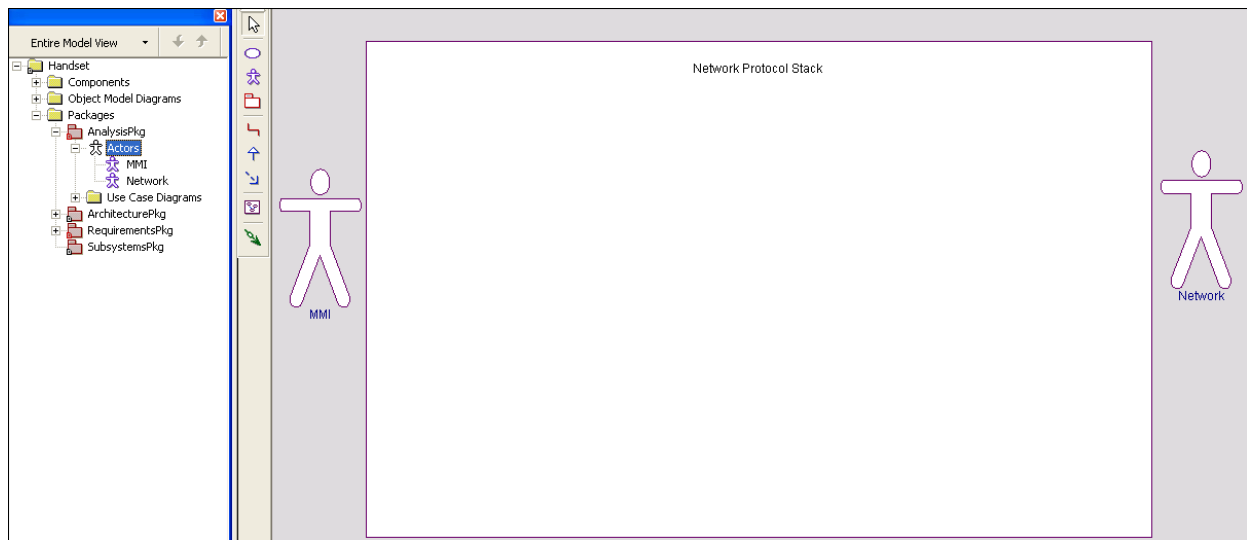 Entire Model View
Handset
Components
Object Model Diagrams
Packages
AnalysisPkg
Actors
MMI
Network
Use Case Diagrams
ArchitecturePkg
RequirementsPkg
SubsystemsPkg
Network Protocol Stack
MMI
Network